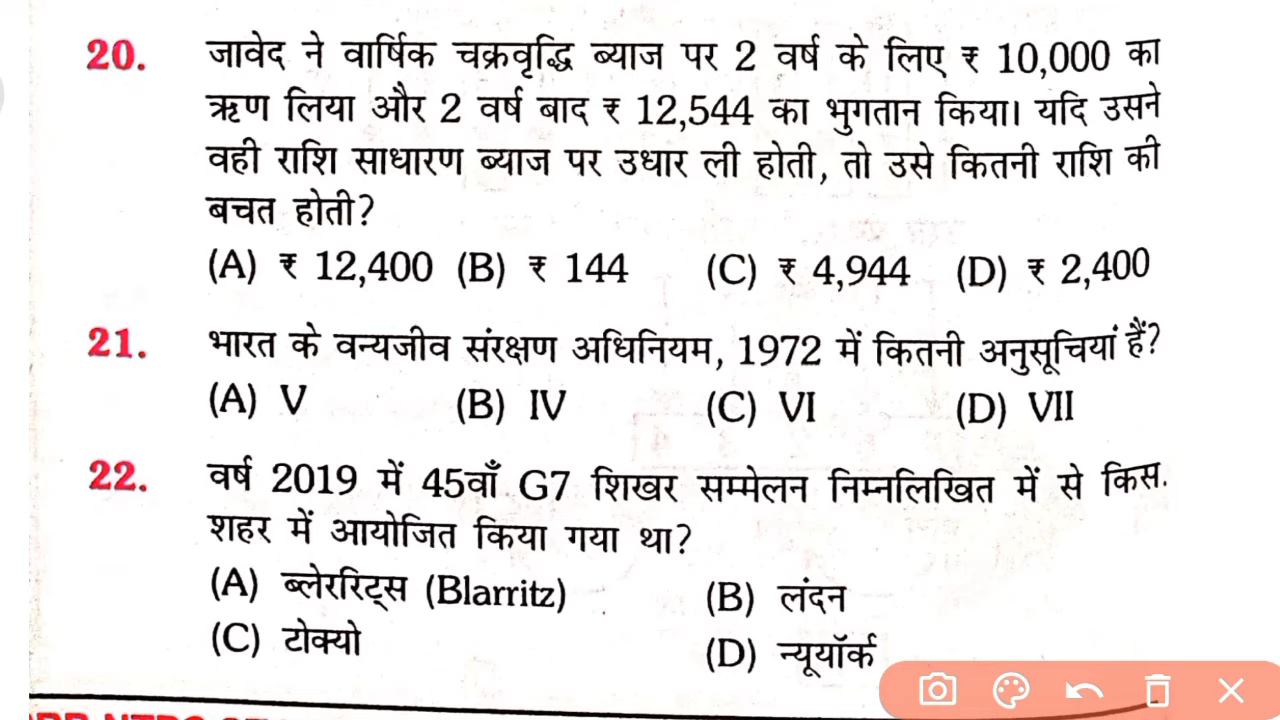 20. जावेद ने वार्षिक चक्रवृद्धि ब्याज पर 2 वर्ष के लिए ₹ 10,000 का
ऋण लिया और 2 वर्ष बाद ₹ 12,544 का भुगतान किया। यदि उसने
वही राशि साधारण ब्याज पर उधार ली होती, तो उसे कितनी राशि की
बचत होती?
(A) ₹ 12,400 (B) ₹ 144 (C) ₹ 4,944 (D) ₹ 2,400
21. भारत के वन्यजीव संरक्षण अधिनियम, 1972 में कितनी अनुसूचियां हैं?
(A) V (B) IV (C) VI (D) VII
22. वर्ष 2019 में 45वाँ G7 शिखर सम्मेलन निम्नलिखित में से किस
शहर में आयोजित किया गया था?
(A) ब्लेररिट्स (Blarritz) (B) लंदन
(C) टोक्यो (D) न्यूयॉर्क